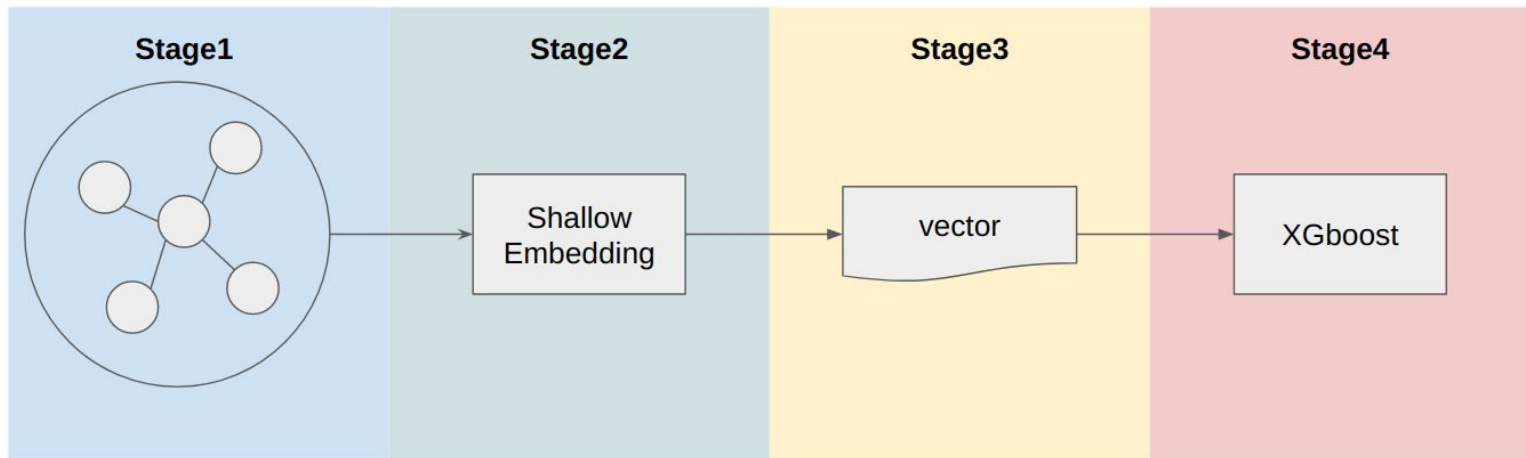 Stage1
Stage2
Stage3
Stage4
Shallow
Embedding
vector
XGboost